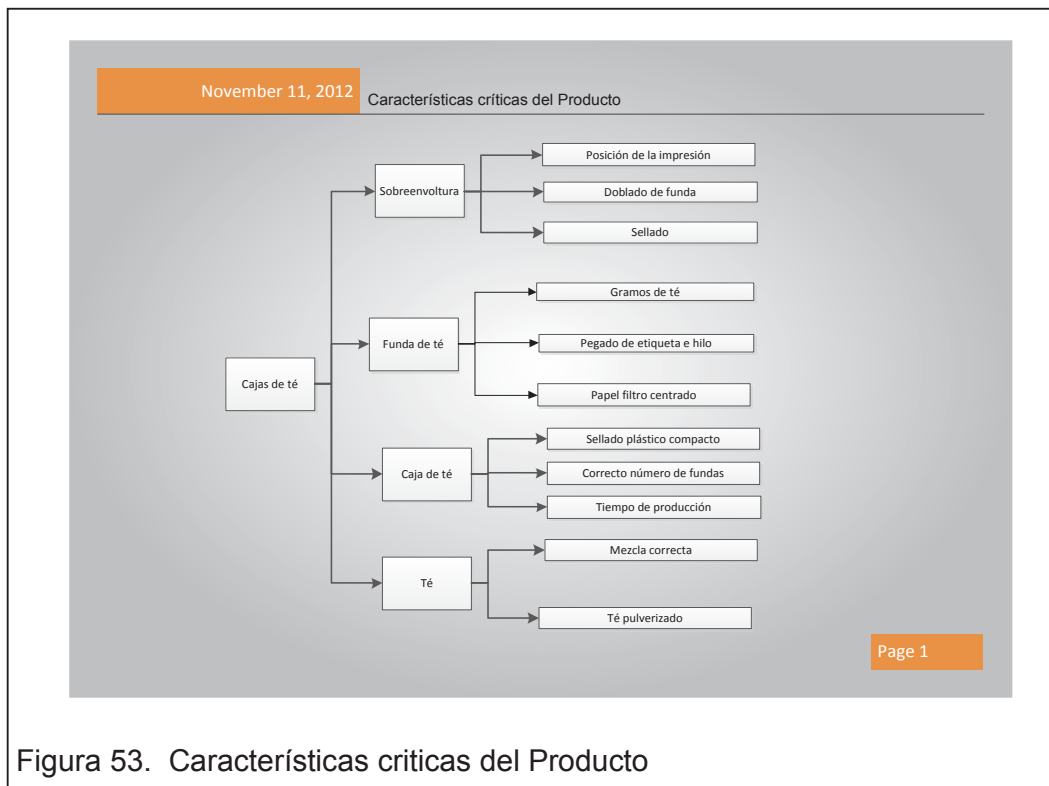 November 11, 2012
Características críticas del Producto
Cajas de té
Sobreenvoltura
Posición de la impresión
Doblado de funda
Sellado
Funda de té
Gramos de té
Pegado de etiqueta e hilo
Papel filtro centrado
Caja de té
Sellado plástico compacto
Correcto número de fundas
Tiempo de producción
Té
Mezcla correcta
Té pulverizado
Page 1
Figura 53. Características criticas del Producto